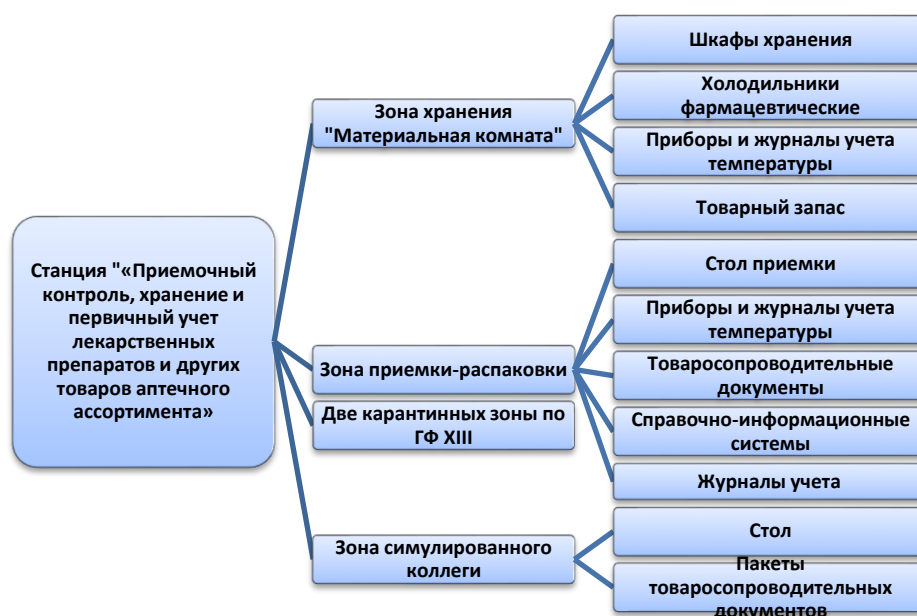 Станция "«Приемочный
контроль, хранение и
первичный учет
лекарственных
препаратов и других
товаров аптечного
ассортимента»
Зона хранения
"Материальная комната"
Шкафы хранения
Холодильники
фармацевтические
Приборы и журналы учета
температуры
Товарный запас
Зона приемки-распаковки
Стол приемки
Приборы и журналы учета
температуры
Товаросопроводительные
документы
Справочно-информационные
системы
Журналы учета
Две карантинных зоны по
ГФ XIII
Зона симулированного
коллеги
Стол
Пакеты
товаросопроводительных
документов